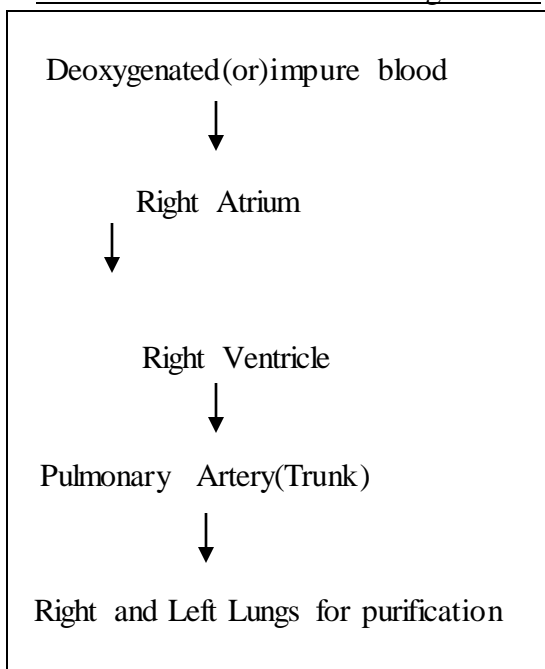 Deoxygenated(or)impure blood
Right Atrium
Right Ventricle
Pulmonary Artery(Trunk)
Right and Left Lungs for purification